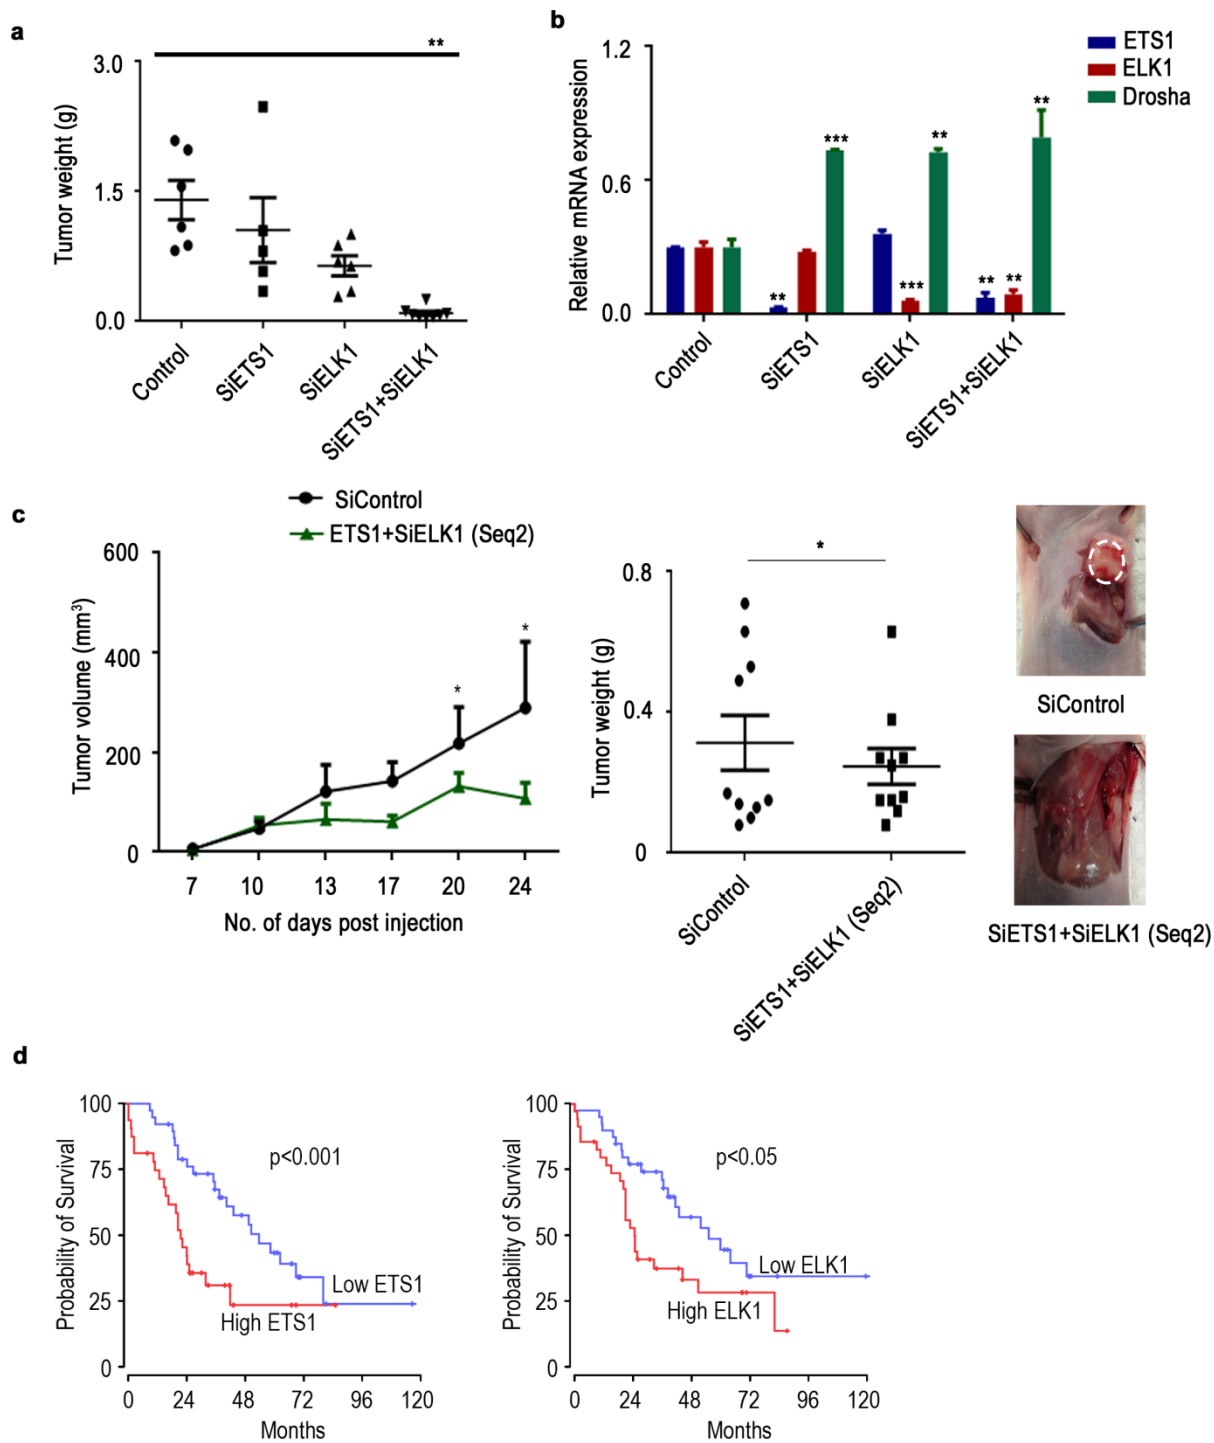 a
**
3.0
1.5
0.0
Tumor weight (g)
Control
SiETS1
SiELK1
SiETS1+SiELK1
b
ETS1
ELK1
Drosha
1.2
0.6
0.0
Relative mRNA expression
**
***
***
**
**
**
**
Control
SiETS1
SiELK1
SiETS1+SiELK1
c
SiControl
ETS1+SiELK1 (Seq2)
600
400
200
0
Tumor volume (mm³)
*
*
7 10 13 17 20 24
No. of days post injection
*
0.8
0.4
0
Tumor weight (g)
SiControl
SiETS1+SiELK1 (Seq2)
SiControl
SiETS1+SiELK1 (Seq2)
d
100
75
50
25
0
Probability of Survival
p<0.001
Low ETS1
High ETS1
0 24 48 72 96 120
Months
100
75
50
25
0
Probability of Survival
p<0.05
Low ELK1
High ELK1
0 24 48 72 96 120
Months